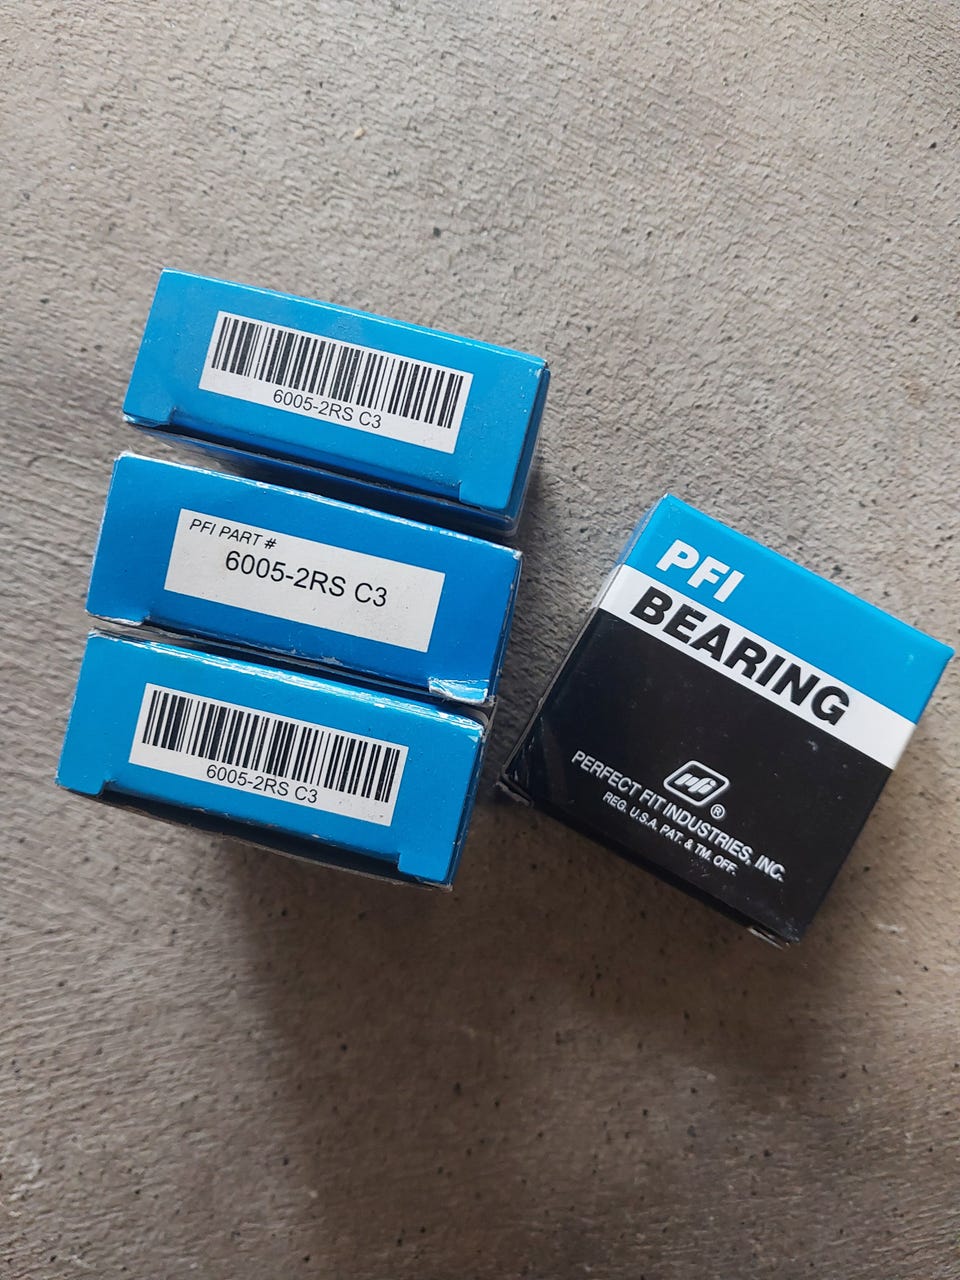 6005-2RS C3
PFI PART #
6005-2RS C3
6005-2RS C3
PFI
BEARING
pfi ®
PERFECT FIT INDUSTRIES, INC.
REG. U.S.A. PAT. & TM. OFF.